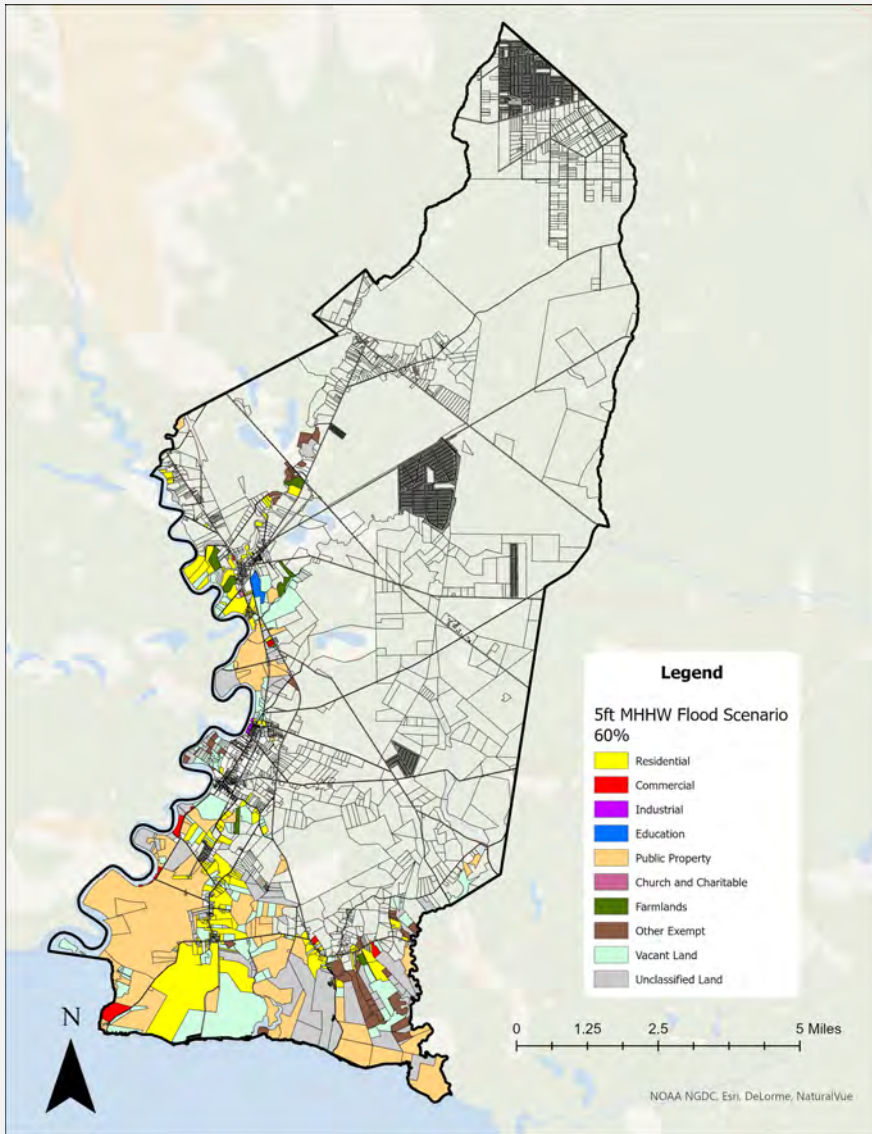 Legend
5ft MHHW Flood Scenario
60%
Residential
Commercial
Industrial
Education
Public Property
Church and Charitable
Farmlands
Other Exempt
Vacant Land
Unclassified Land
N
0 1.25 2.5 5 Miles
NOAA NGDC, Esri, DeLorme, NaturalVue